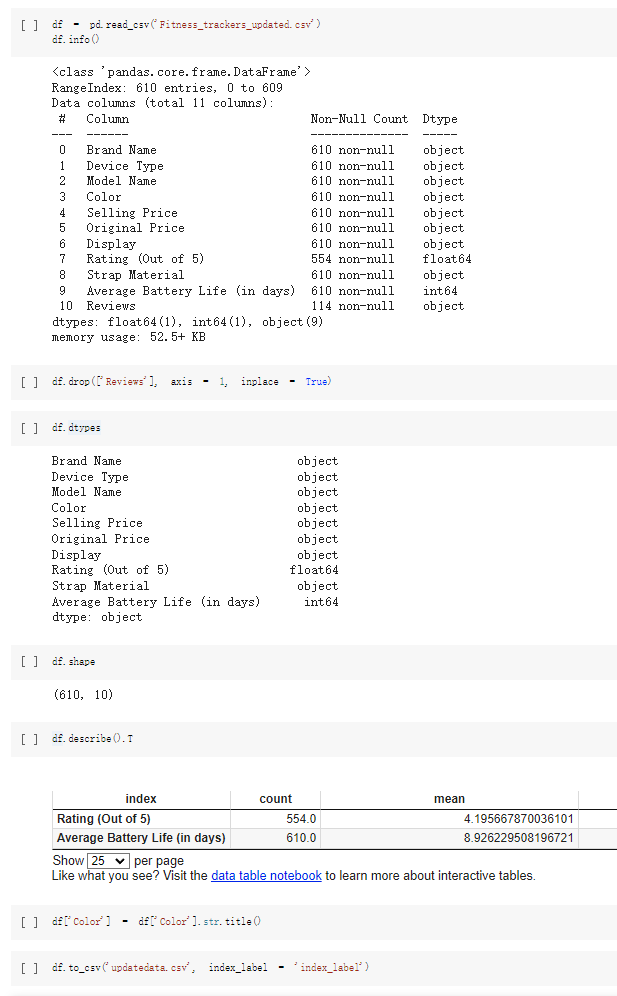 [ ] df = pd.read_csv('Fitness_trackers_updated.csv')
df.info()
<class 'pandas.core.frame.DataFrame'>
RangeIndex: 610 entries, 0 to 609
Data columns (total 11 columns):
 #   Column                         Non-Null Count  Dtype
---  ------                         --------------  -----
 0   Brand Name                     610 non-null    object
 1   Device Type                    610 non-null    object
 2   Model Name                     610 non-null    object
 3   Color                          610 non-null    object
 4   Selling Price                  610 non-null    object
 5   Original Price                 610 non-null    object
 6   Display                        610 non-null    object
 7   Rating (Out of 5)              554 non-null    float64
 8   Strap Material                 610 non-null    object
 9   Average Battery Life (in days) 610 non-null    int64
 10  Reviews                        114 non-null    object
dtypes: float64(1), int64(1), object(9)
memory usage: 52.5+ KB
[ ] df.drop(['Reviews'], axis = 1, inplace = True)
[ ] df.dtypes
Brand Name                         object
Device Type                        object
Model Name                         object
Color                              object
Selling Price                      object
Original Price                     object
Display                            object
Rating (Out of 5)                 float64
Strap Material                     object
Average Battery Life (in days)      int64
dtype: object
[ ] df.shape
(610, 10)
[ ] df.describe().T
index count mean
Rating (Out of 5) 554.0 4.195667870036101
Average Battery Life (in days) 610.0 8.926229508196721
Show 25 per page
Like what you see? Visit the data table notebook to learn more about interactive tables.
[ ] df['Color'] = df['Color'].str.title()
[ ] df.to_csv('updatedata.csv', index_label = 'index_label')